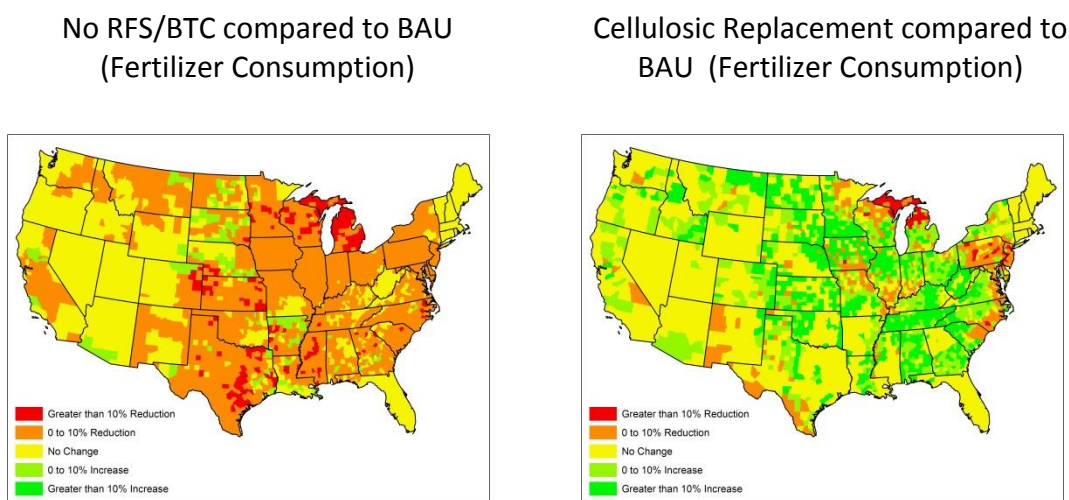 No RFS/BTC compared to BAU
(Fertilizer Consumption)
Cellulosic Replacement compared to
BAU (Fertilizer Consumption)
Greater than 10% Reduction
0 to 10% Reduction
No Change
0 to 10% Increase
Greater than 10% Increase
Greater than 10% Reduction
0 to 10% Reduction
No Change
0 to 10% Increase
Greater than 10% Increase